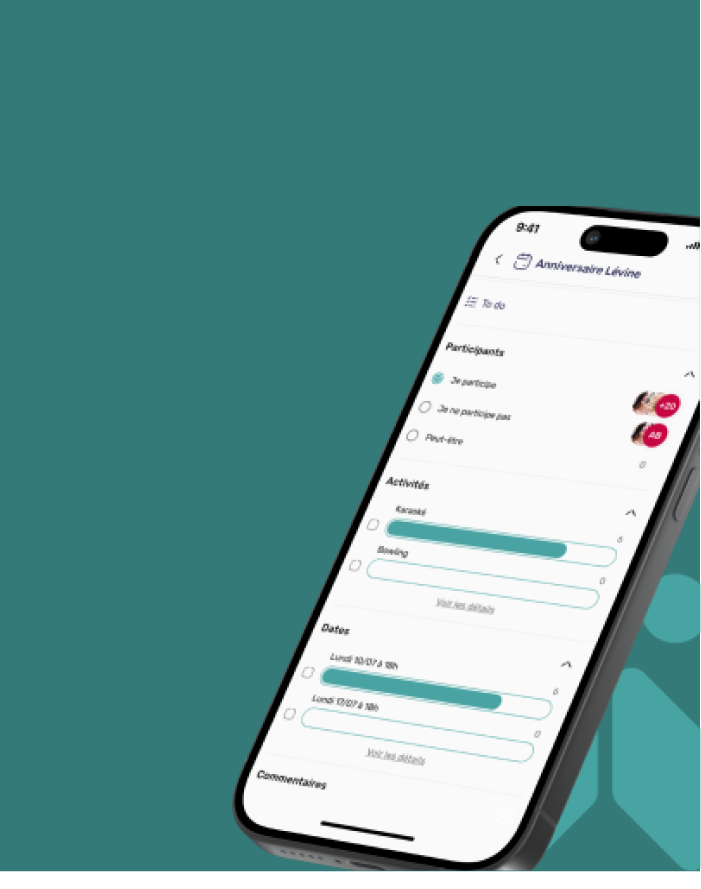 9:41
Anniversaire Lévine
To do
Participants
Je participe
+20
Je ne participe pas
AB
Peut-être
0
Activités
Karaoké
6
Bowling
0
Voir les détails
Dates
Lundi 10/07 à 18h
6
Lundi 17/07 à 18h
0
Voir les détails
Commentaires